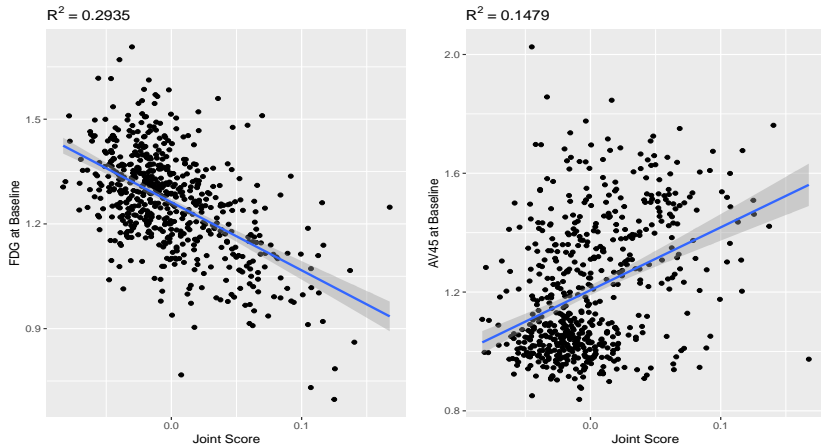 R² = 0.2935
FDG at Baseline
1.5
1.2
0.9
0.0
0.1
Joint Score
R² = 0.1479
AV45 at Baseline
2.0
1.6
1.2
0.8
0.0
0.1
Joint Score